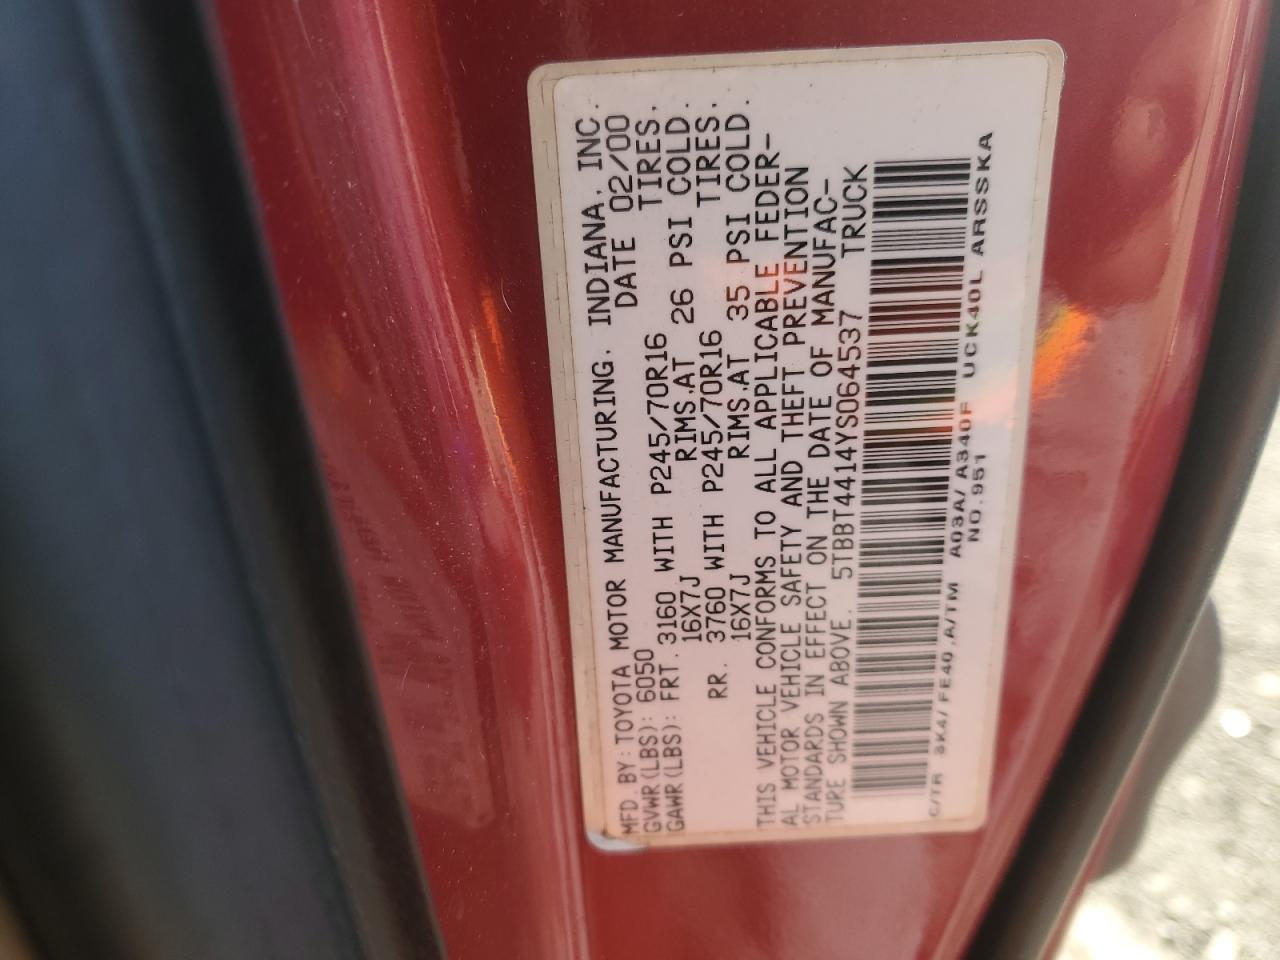 MFD. BY: TOYOTA MOTOR MANUFACTURING, INDIANA, INC.
GVWR(LBS): 6050 DATE 02/00
GAWR(LBS): FRT. 3160 WITH P245/70R16 TIRES,
16X7J RIMS,AT 26 PSI COLD.
RR. 3760 WITH P245/70R16 TIRES,
16X7J RIMS,AT 35 PSI COLD.
THIS VEHICLE CONFORMS TO ALL APPLICABLE FEDER-
AL MOTOR VEHICLE SAFETY AND THEFT PREVENTION
STANDARDS IN EFFECT ON THE DATE OF MANUFAC-
TURE SHOWN ABOVE. 5TBBT4414YS064537 TRUCK
C/TR 3K4/FE40,A/TM A03A/A340F UCK40L ARSSKA
NO.951